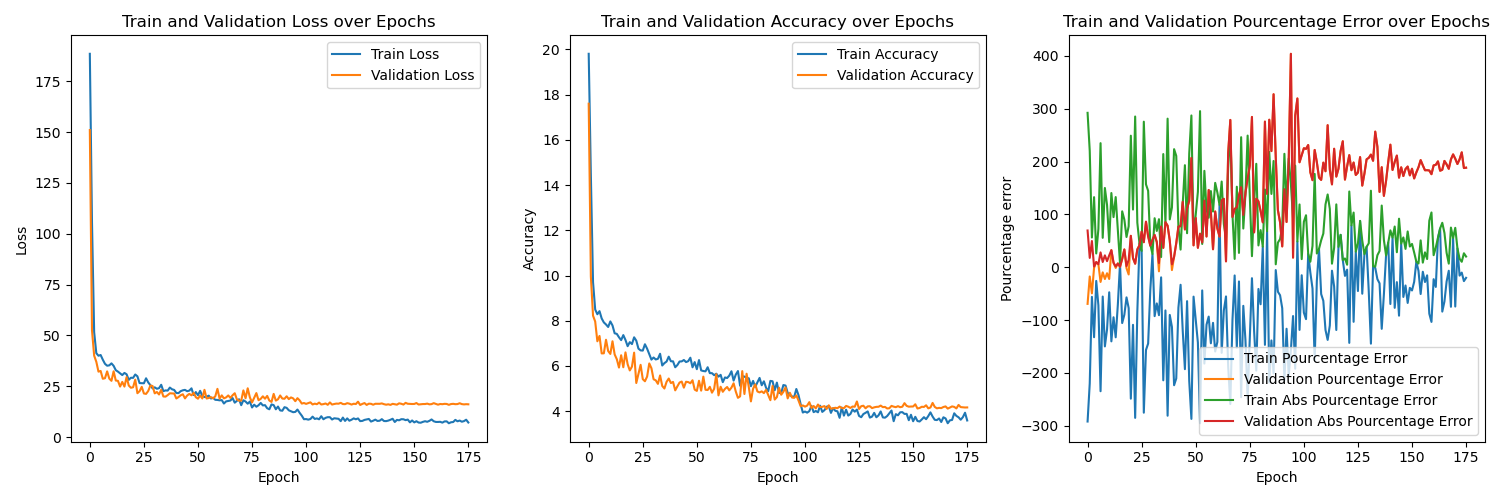 Train and Validation Loss over Epochs
Loss
175
150
125
100
75
50
25
0
Train Loss
Validation Loss
0 25 50 75 100 125 150 175
Epoch
Train and Validation Accuracy over Epochs
Accuracy
20
18
16
14
12
10
8
6
4
Train Accuracy
Validation Accuracy
0 25 50 75 100 125 150 175
Epoch
Train and Validation Pourcentage Error over Epochs
Pourcentage error
400
300
200
100
0
−100
−200
−300
Train Pourcentage Error
Validation Pourcentage Error
Train Abs Pourcentage Error
Validation Abs Pourcentage Error
0 25 50 75 100 125 150 175
Epoch